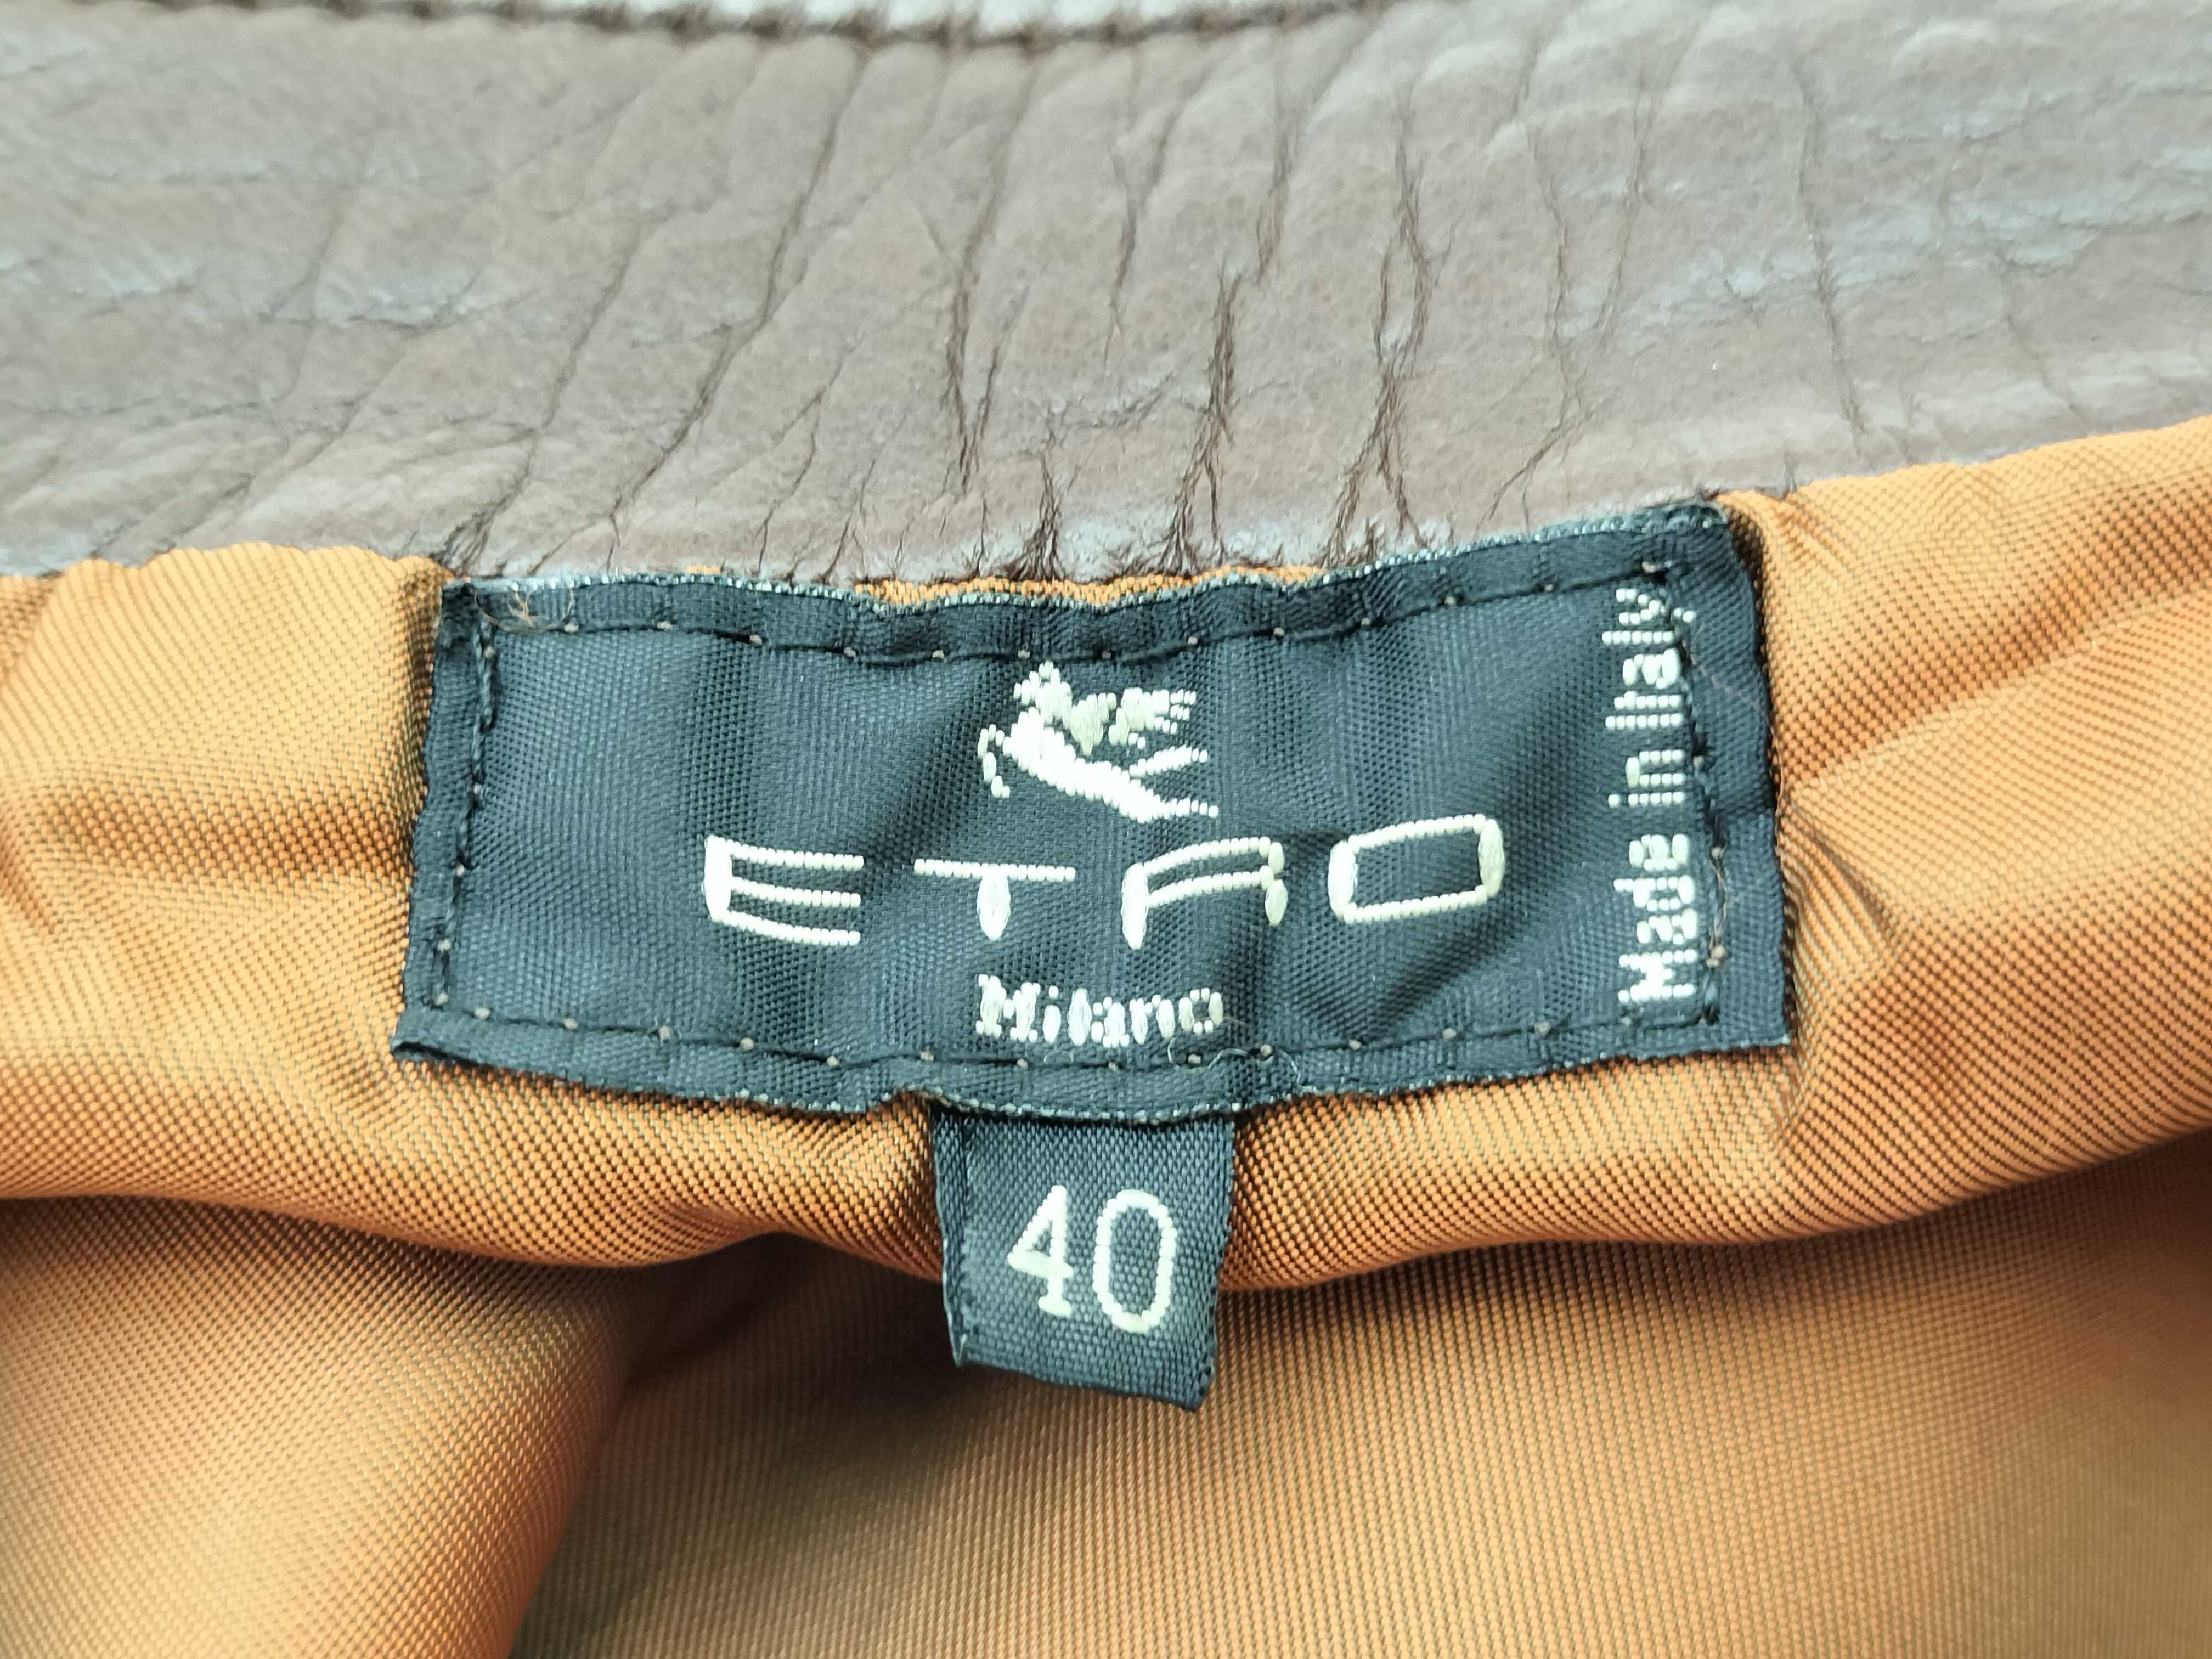 ETRO
Milano
Made in Italy
40